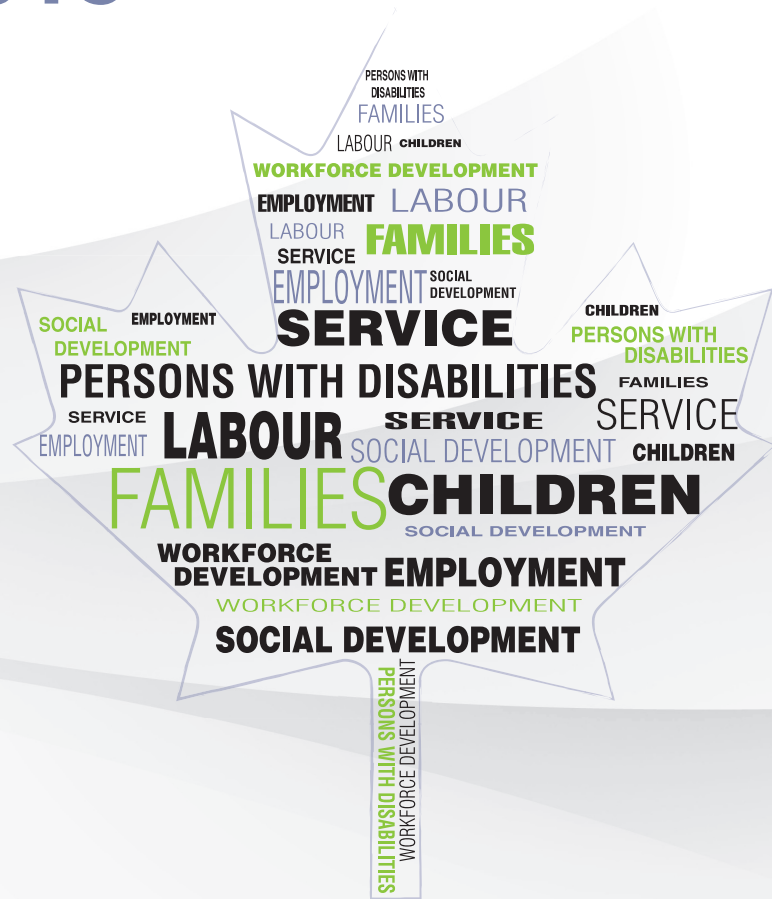 PERSONS WITH
DISABILITIES
FAMILIES
LABOUR CHILDREN
WORKFORCE DEVELOPMENT
EMPLOYMENT LABOUR
LABOUR FAMILIES
SERVICE
EMPLOYMENT SOCIAL
DEVELOPMENT
SERVICE
SOCIAL
DEVELOPMENT
EMPLOYMENT
CHILDREN
PERSONS WITH
DISABILITIES
PERSONS WITH DISABILITIES
FAMILIES
SERVICE
EMPLOYMENT
LABOUR
SERVICE
SERVICE
SOCIAL DEVELOPMENT
CHILDREN
FAMILIES CHILDREN
SOCIAL DEVELOPMENT
WORKFORCE
DEVELOPMENT EMPLOYMENT
WORKFORCE DEVELOPMENT
SOCIAL DEVELOPMENT
PERSONS WITH DISABILITIES
WORKFORCE DEVELOPMENT